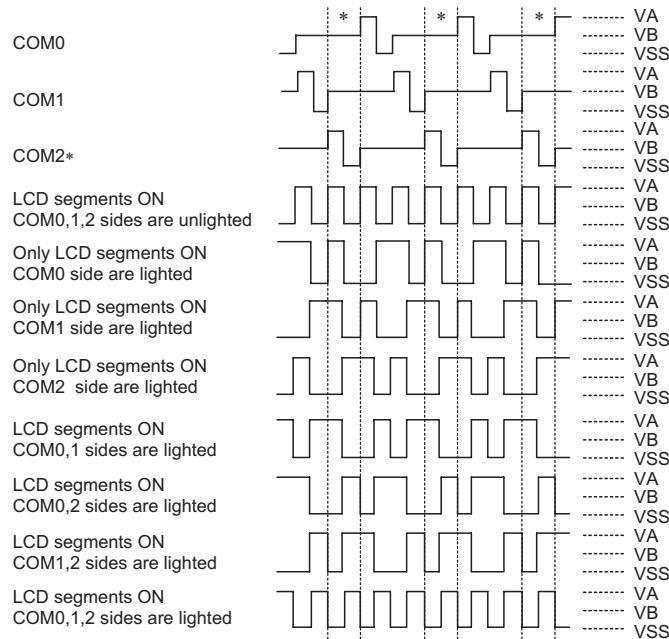 * * *
COM0
VA
VB
VSS
COM1
VA
VB
VSS
COM2*
VA
VB
VSS
LCD segments ON
COM0,1,2 sides are unlighted
VA
VB
VSS
Only LCD segments ON
COM0 side are lighted
VA
VB
VSS
Only LCD segments ON
COM1 side are lighted
VA
VB
VSS
Only LCD segments ON
COM2 side are lighted
VA
VB
VSS
LCD segments ON
COM0,1 sides are lighted
VA
VB
VSS
LCD segments ON
COM0,2 sides are lighted
VA
VB
VSS
LCD segments ON
COM1,2 sides are lighted
VA
VB
VSS
LCD segments ON
COM0,1,2 sides are lighted
VA
VB
VSS